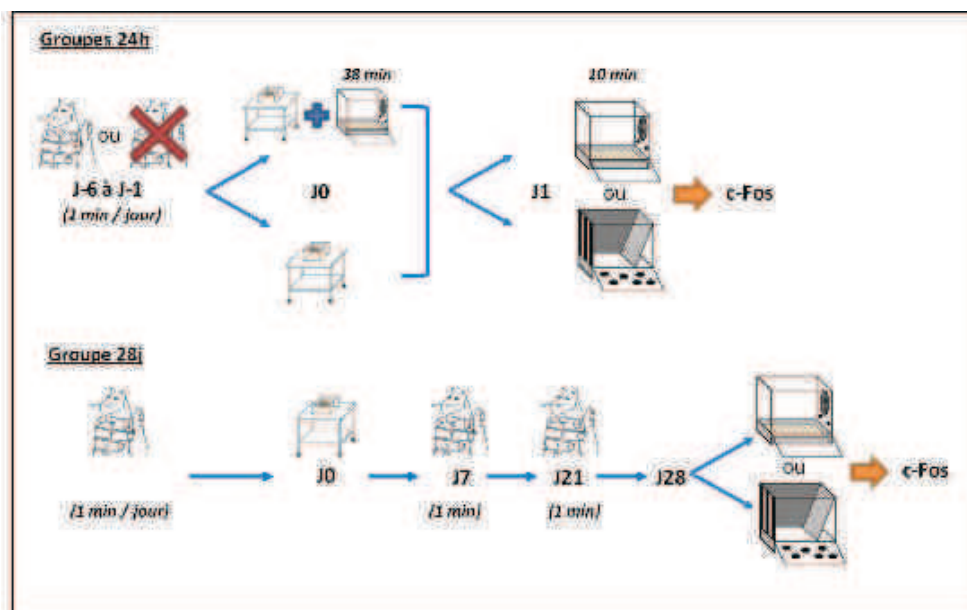 Groupes 24h
38 min
10 min
ou
J-6 à J-1
J0
J1
ou
c-Fos
(1 min / jour)
Groupe 28j
J0
J7
J21
J28
ou
c-Fos
(1 min / jour)
(1 min)
(1 min)